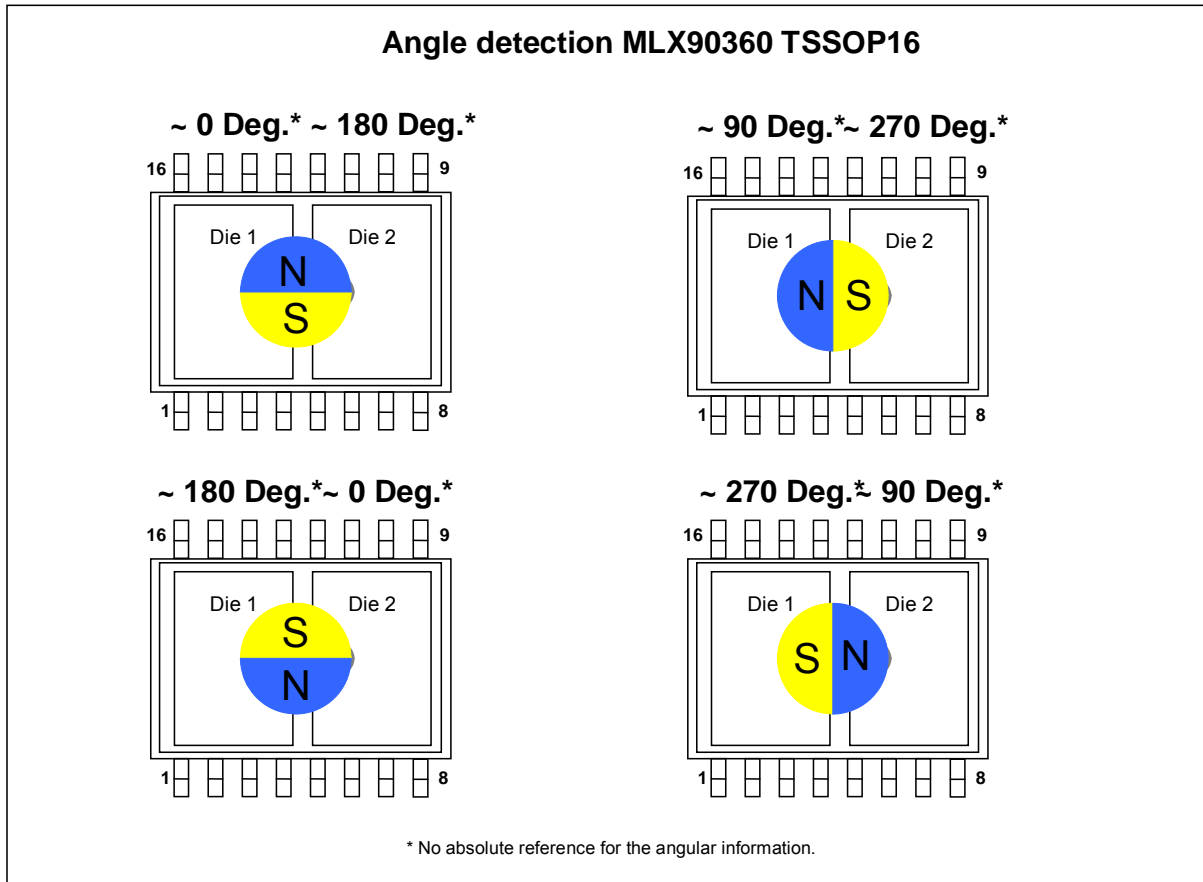 Angle detection MLX90360 TSSOP16
~ 0 Deg.* ~ 180 Deg.*
16 9
Die 1 Die 2
N
S
1 8
~ 90 Deg.* ~ 270 Deg.*
16 9
Die 1 Die 2
N S
1 8
~ 180 Deg.* ~ 0 Deg.*
16 9
Die 1 Die 2
S
N
1 8
~ 270 Deg.* ~ 90 Deg.*
16 9
Die 1 Die 2
S N
1 8
* No absolute reference for the angular information.